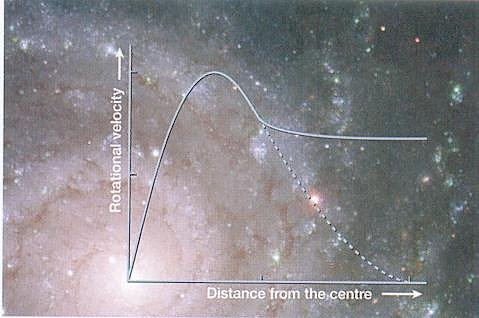 Rotational velocity
Distance from the centre